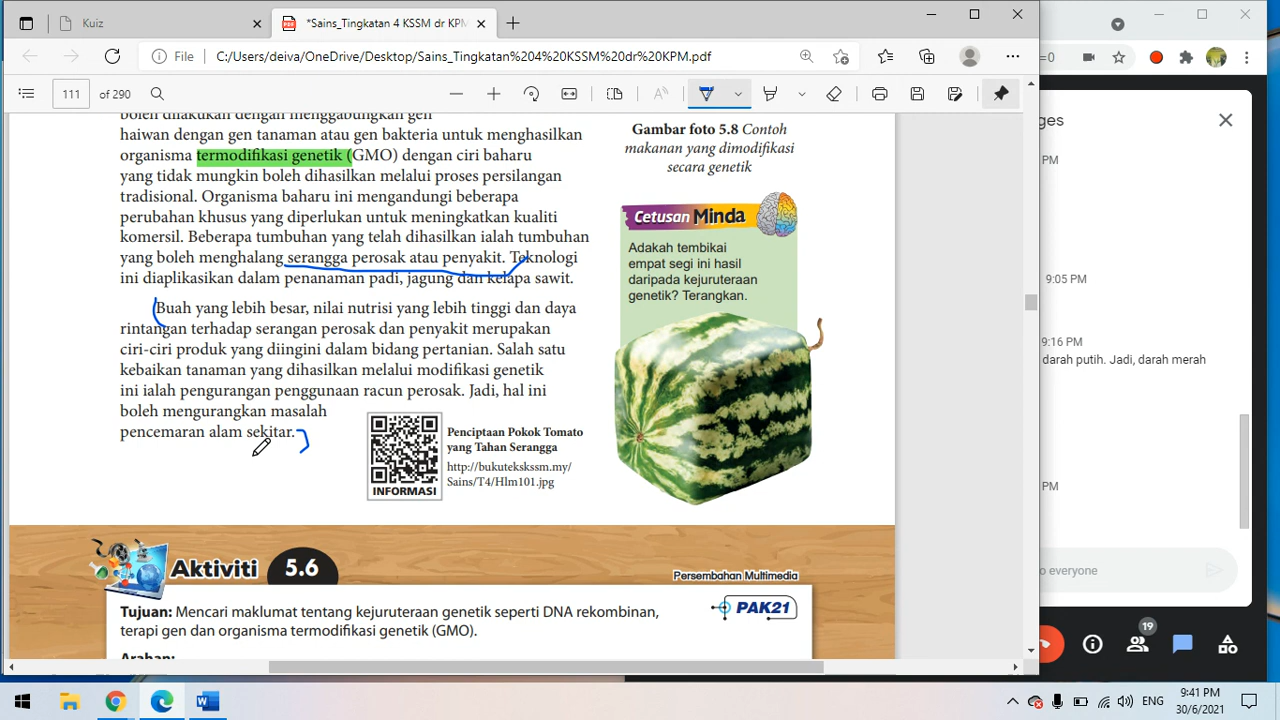 Kuiz
*Sains_Tingkatan 4 KSSM dr KPM
File C:/Users/deiva/OneDrive/Desktop/Sains_Tingkatan%204%20KSSM%20dr%20KPM.pdf
111 of 290
boleh dilakukan dengan menggabungkan gen
haiwan dengan gen tanaman atau gen bakteria untuk menghasilkan
organisma termodifikasi genetik (GMO) dengan ciri baharu
yang tidak mungkin boleh dihasilkan melalui proses persilangan
tradisional. Organisma baharu ini mengandungi beberapa
perubahan khusus yang diperlukan untuk meningkatkan kualiti
komersil. Beberapa tumbuhan yang telah dihasilkan ialah tumbuhan
yang boleh menghalang serangga perosak atau penyakit. Teknologi
ini diaplikasikan dalam penanaman padi, jagung dan kelapa sawit.
Buah yang lebih besar, nilai nutrisi yang lebih tinggi dan daya
rintangan terhadap serangan perosak dan penyakit merupakan
ciri-ciri produk yang diingini dalam bidang pertanian. Salah satu
kebaikan tanaman yang dihasilkan melalui modifikasi genetik
ini ialah pengurangan penggunaan racun perosak. Jadi, hal ini
boleh mengurangkan masalah
pencemaran alam sekitar.
INFORMASI
Penciptaan Pokok Tomato
yang Tahan Serangga
http://buku­tekskssm.my/
Sains/T4/Hlm101.jpg
Gambar foto 5.8 Contoh
makanan yang dimodifikasi
secara genetik
Cetusan Minda
Adakah tembikai
empat segi ini hasil
daripada kejuruteraan
genetik? Terangkan.
Aktiviti 5.6
Persembahan Multimedia
PAK21
Tujuan: Mencari maklumat tentang kejuruteraan genetik seperti DNA rekombinan,
terapi gen dan organisma termodifikasi genetik (GMO).
Arahan:
=0
ges
PM
9:05 PM
9:16 PM
darah putih. Jadi, darah merah
PM
o everyone
19
ENG
9:41 PM
30/6/2021